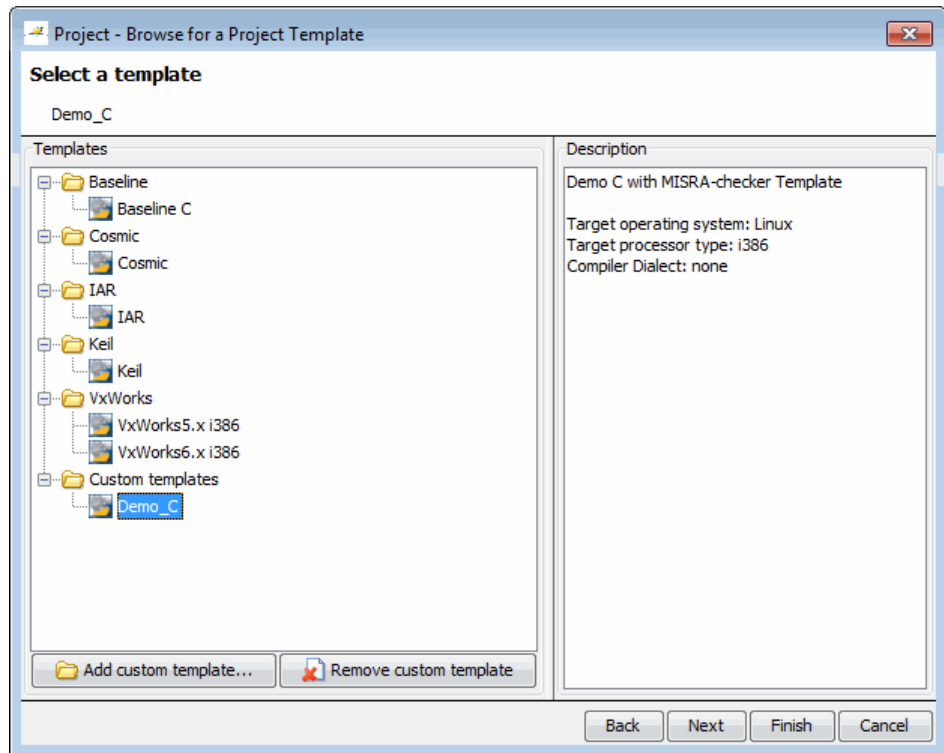 Project - Browse for a Project Template
Select a template
Demo_C
Templates
Baseline
Baseline C
Cosmic
Cosmic
IAR
IAR
Keil
Keil
VxWorks
VxWorks5.x i386
VxWorks6.x i386
Custom templates
Demo_C
Add custom template...
Remove custom template
Description
Demo C with MISRA-checker Template
Target operating system: Linux
Target processor type: i386
Compiler Dialect: none
Back
Next
Finish
Cancel